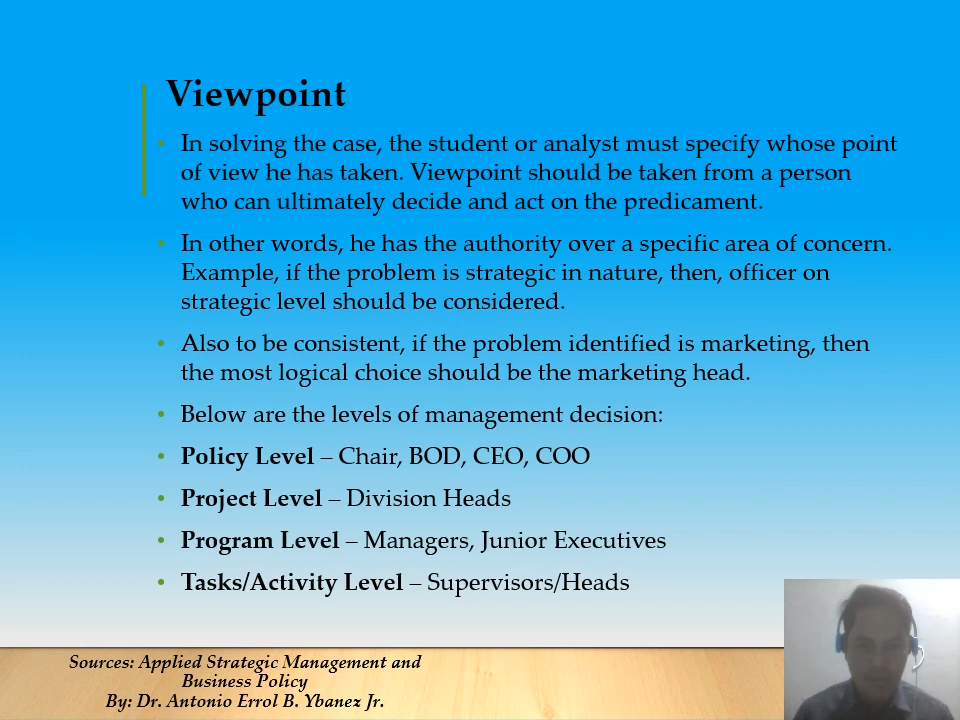 Viewpoint
• In solving the case, the student or analyst must specify whose point
of view he has taken. Viewpoint should be taken from a person
who can ultimately decide and act on the predicament.
• In other words, he has the authority over a specific area of concern.
Example, if the problem is strategic in nature, then, officer on
strategic level should be considered.
• Also to be consistent, if the problem identified is marketing, then
the most logical choice should be the marketing head.
• Below are the levels of management decision:
• Policy Level – Chair, BOD, CEO, COO
• Project Level – Division Heads
• Program Level – Managers, Junior Executives
• Tasks/Activity Level – Supervisors/Heads
Sources: Applied Strategic Management and
Business Policy
By: Dr. Antonio Errol B. Ybanez Jr.